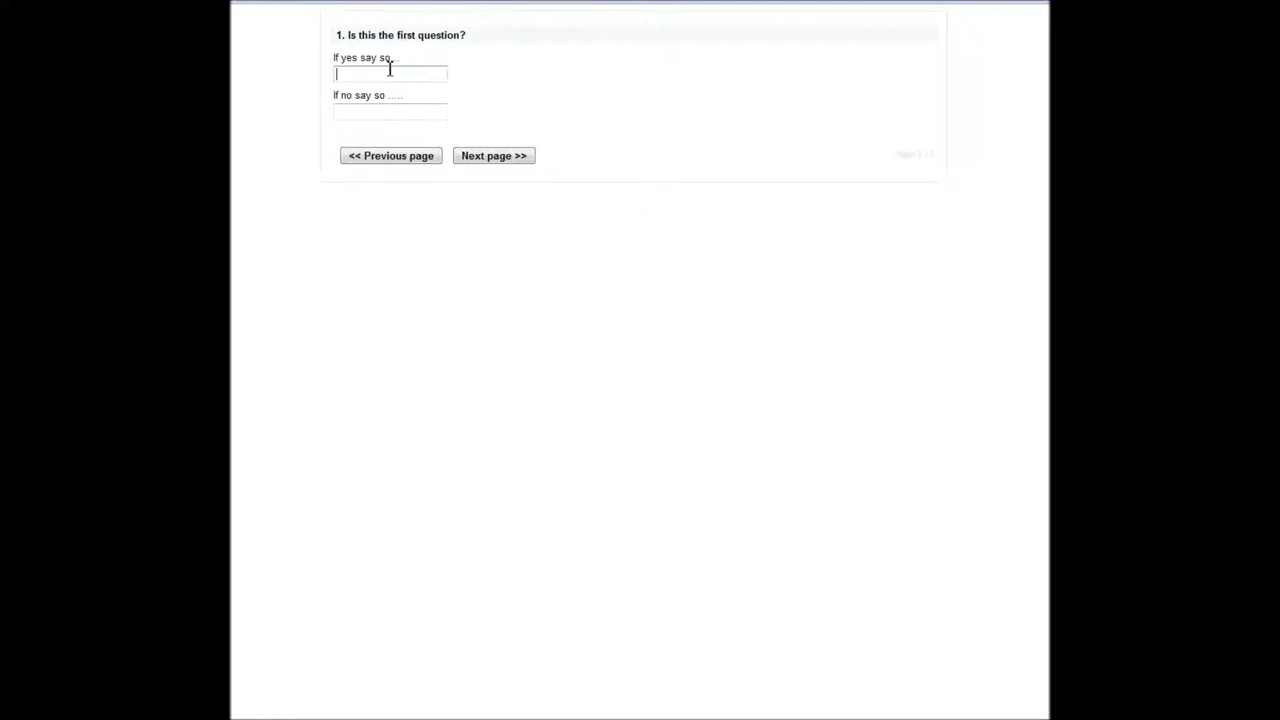 1. Is this the first question?
If yes say so...
If no say so .....
<< Previous page
Next page >>